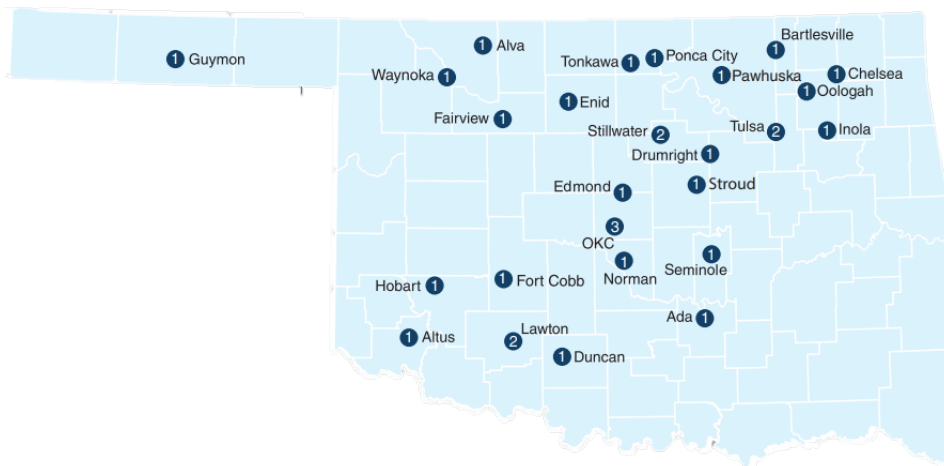 1 Guymon
1 Alva
Waynoka 1
Fairview 1
Tonkawa 1
1 Ponca City
Bartlesville
1
1 Pawhuska
1 Chelsea
1 Oologah
1 Enid
Stillwater
2
Tulsa
2
1 Inola
Drumright 1
1 Stroud
Edmond
1
3
OKC
1
Norman
1
Seminole
Hobart 1
1 Fort Cobb
Ada 1
1 Altus
Lawton
2
1 Duncan